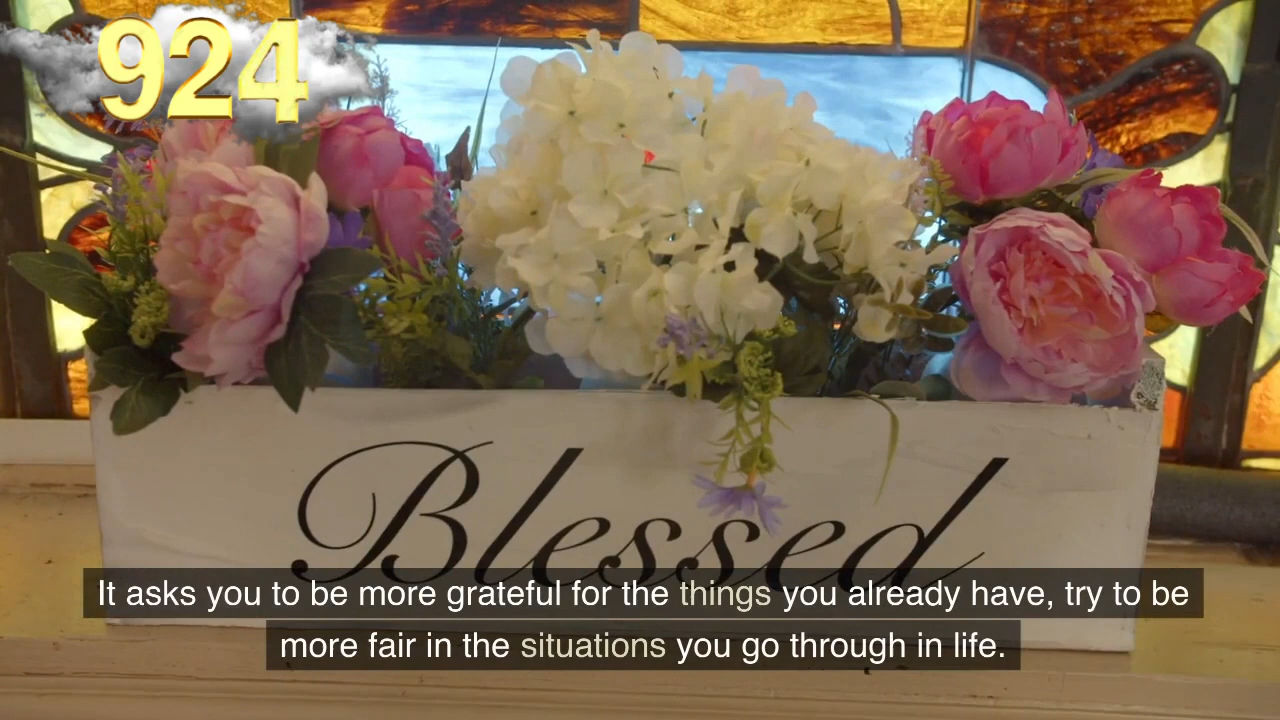 924
Blessed
It asks you to be more grateful for the things you already have, try to be
more fair in the situations you go through in life.